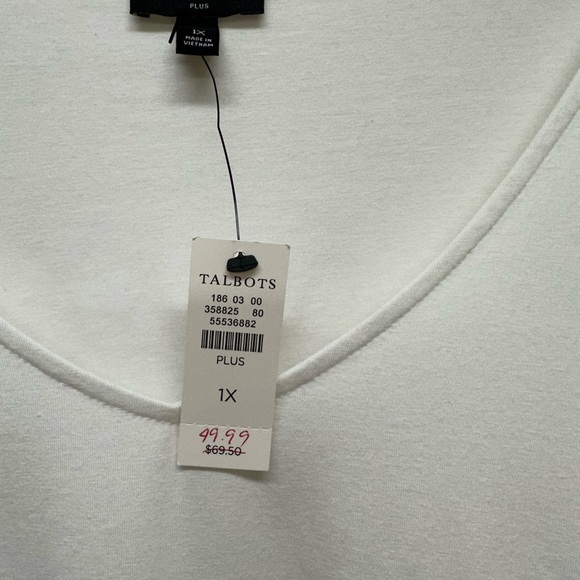 PLUS
1X
MADE IN
VIETNAM
TALBOTS
186 03 00
358825 80
55536882
PLUS
1X
49.99
$69.50